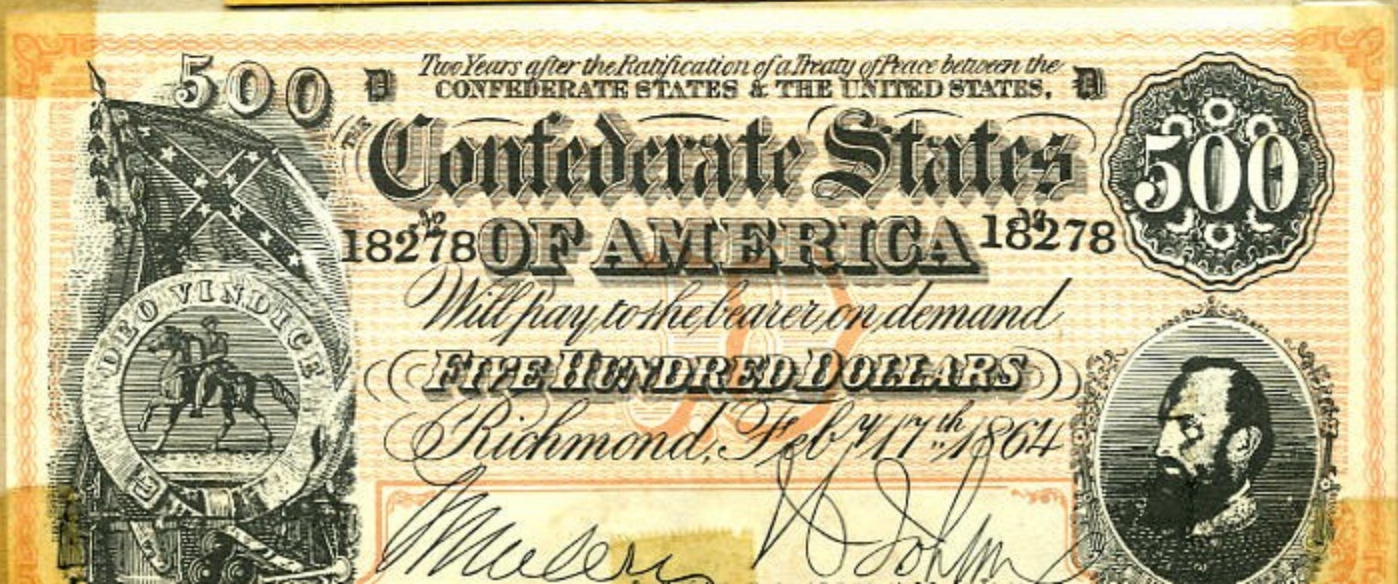 500
Two Years after the Ratification of a Treaty of Peace between the
CONFEDERATE STATES & THE UNITED STATES.
D D
THE
Confederate States
500
No 18278 OF AMERICA No 18278
DEO VINDICE
Will pay to the bearer on demand
FIVE HUNDRED DOLLARS
Richmond, Feby 17th 1864